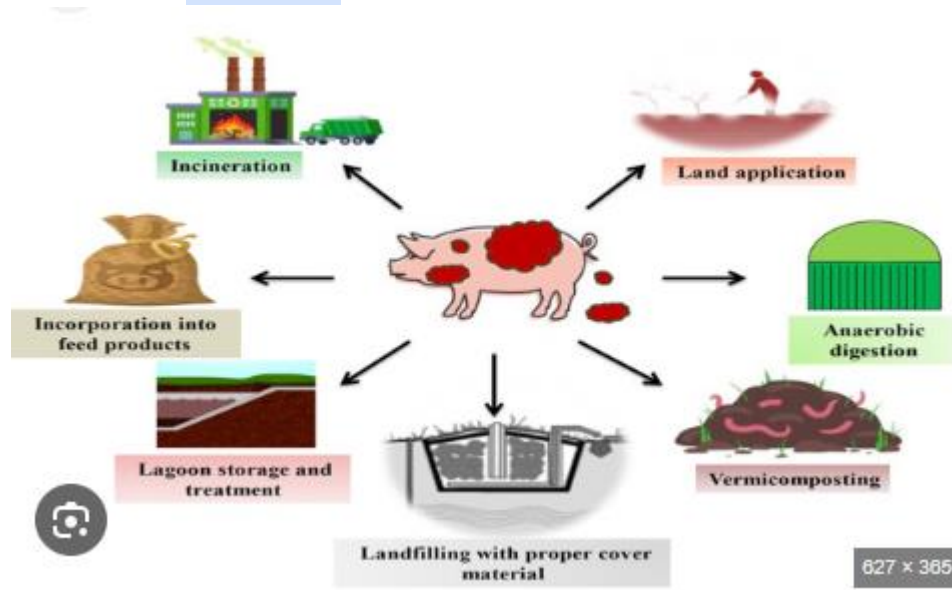 Incineration
Land application
Incorporation into
feed products
Anaerobic
digestion
Lagoon storage and
treatment
Vermicomposting
Landfilling with proper cover
material
627 × 365